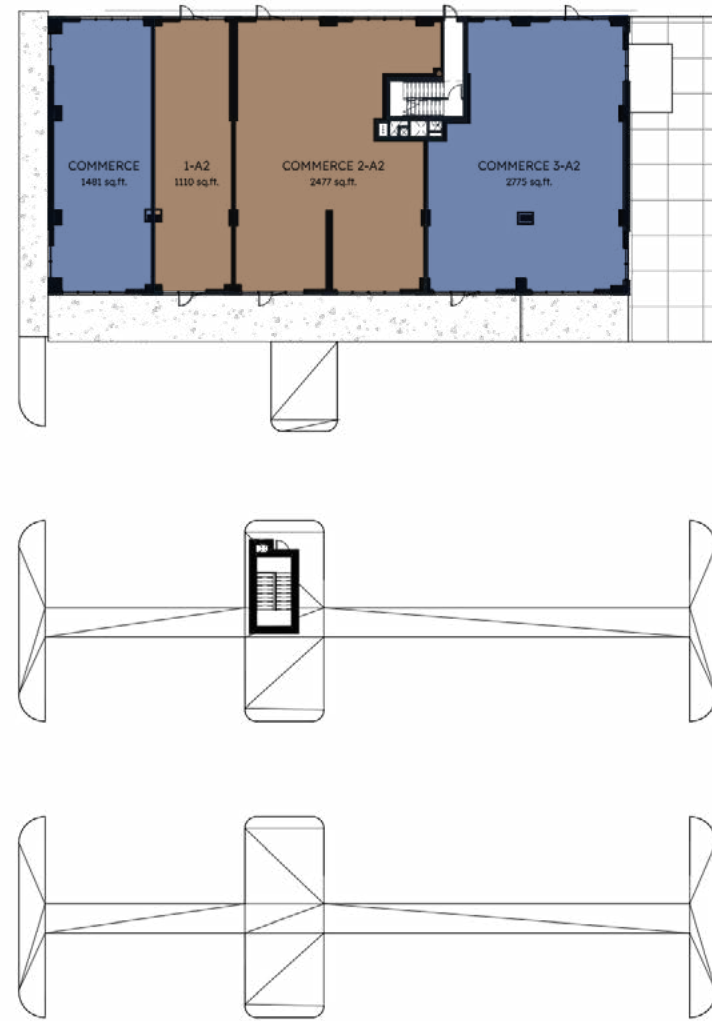 COMMERCE
1481 sq.ft.
1-A2
1110 sq.ft.
COMMERCE 2-A2
2477 sq.ft.
COMMERCE 3-A2
2775 sq.ft.